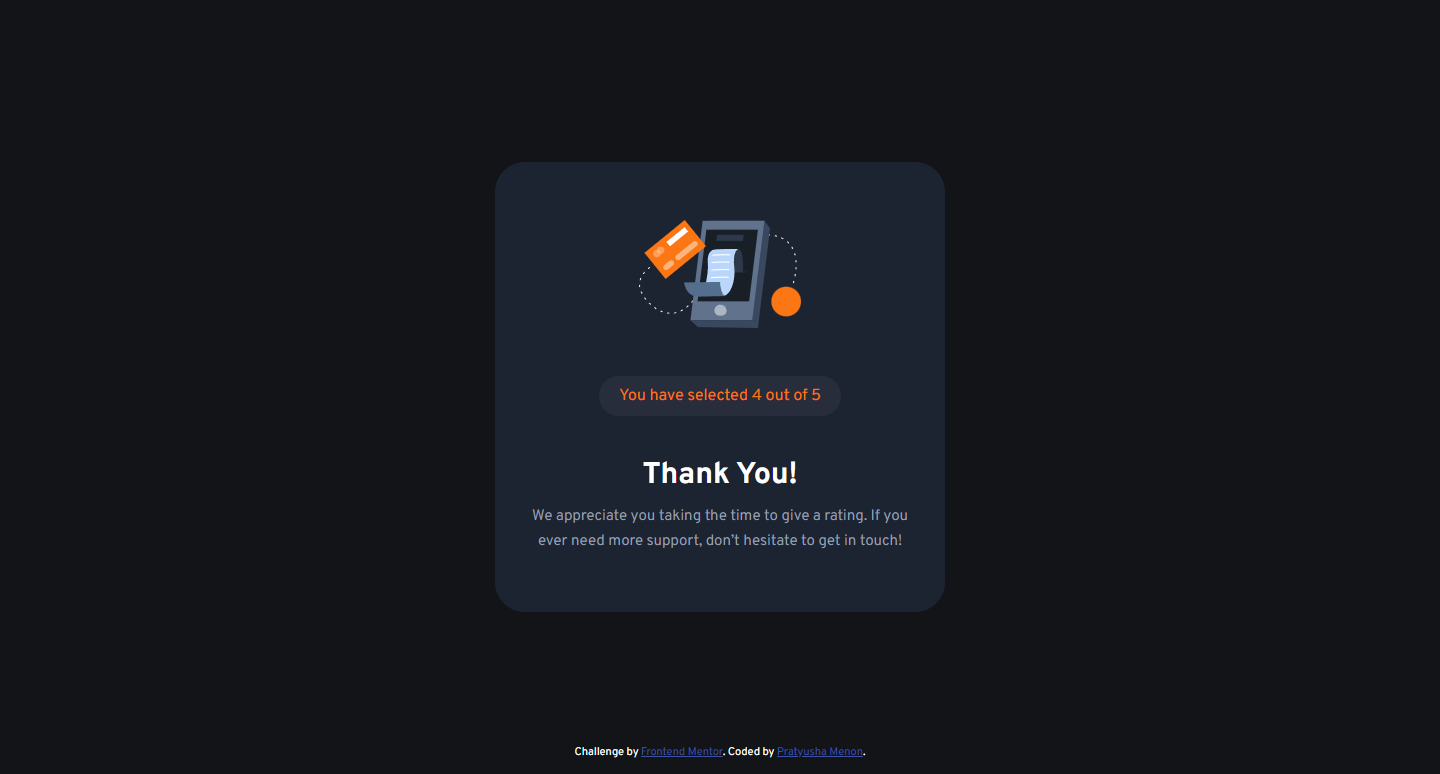 You have selected 4 out of 5
Thank You!
We appreciate you taking the time to give a rating. If you
ever need more support, don’t hesitate to get in touch!
Challenge by Frontend Mentor. Coded by Pratyusha Menon.